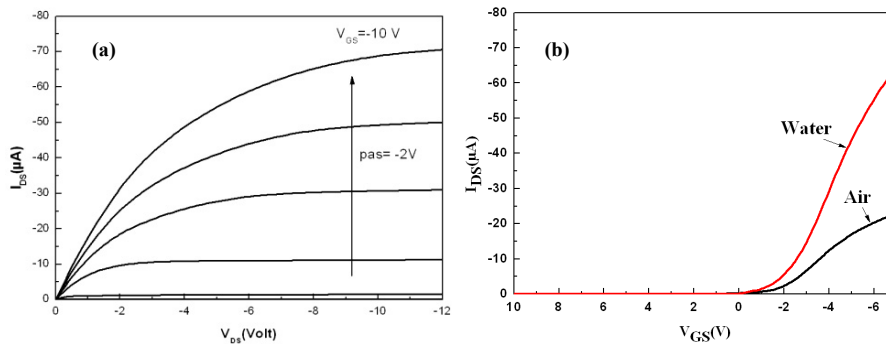 (a)
V_GS=-10 V
pas= -2V
-80
-70
-60
-50
-40
-30
-20
-10
0
I_DS(µA)
0 -2 -4 -6 -8 -10 -12
V_DS(Volt)
(b)
Water
Air
-80
-70
-60
-50
-40
-30
-20
-10
0
I_DS(µA)
10 8 6 4 2 0 -2 -4 -6
V_GS(V)